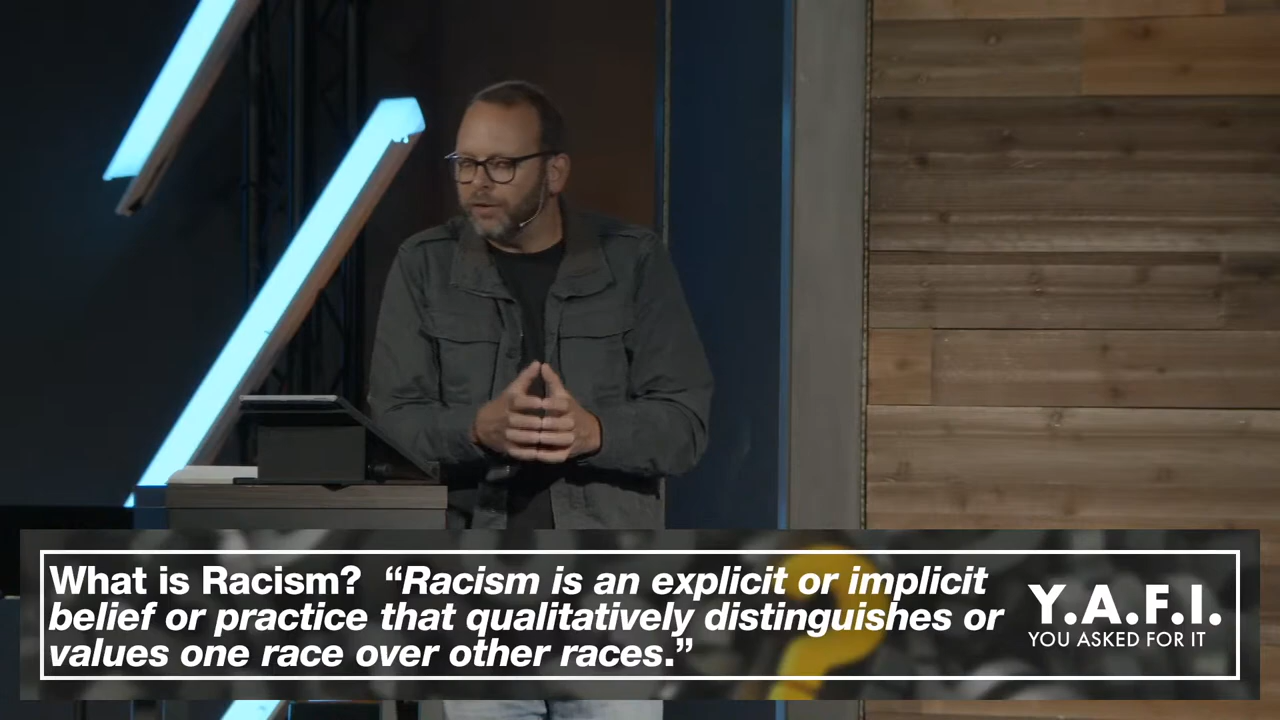 What is Racism? “Racism is an explicit or implicit
belief or practice that qualitatively distinguishes or
values one race over other races.”
Y.A.F.I.
YOU ASKED FOR IT